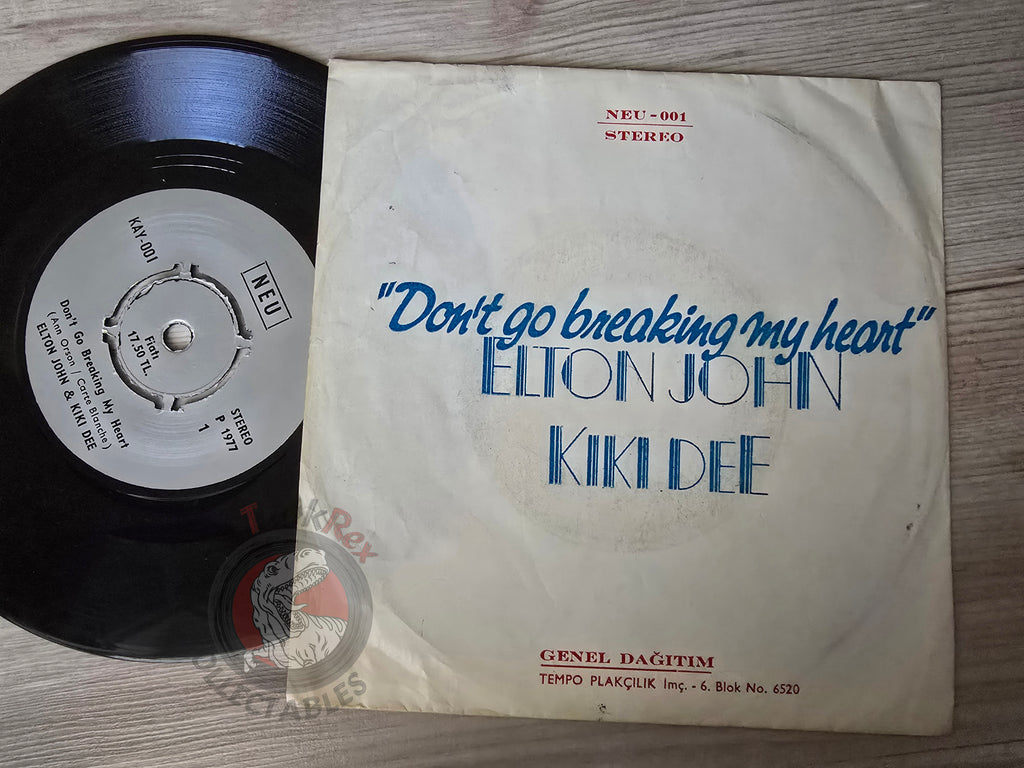 NEU
KAY-001
Fiatı
17.50 TL.
STEREO
P 1977
1
Don't Go Breaking My Heart
(Ann Orson / Carte Blanche)
ELTON JOHN & KIKI DEE
NEU-001
STEREO
"Don't go breaking my heart"
ELTON JOHN
KIKI DEE
GENEL DAĞITIM
TEMPO PLAKÇILIK İmç. - 6. Blok No. 6520
TurkRex
COLLECTABLES